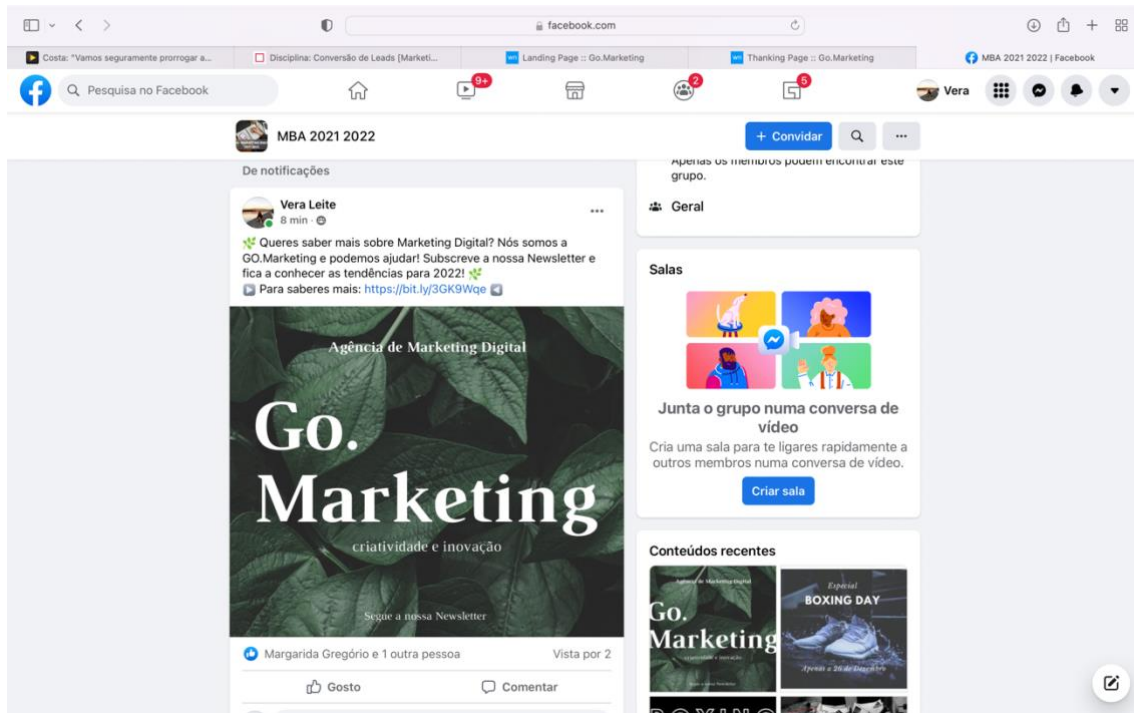 facebook.com
Costa: "Vamos seguramente prorrogar a...
Disciplina: Conversão de Leads [Marketi...
Landing Page :: Go.Marketing
Thanking Page :: Go.Marketing
MBA 2021 2022 | Facebook
Pesquisa no Facebook
9+
2
5
Vera
MBA 2021 2022
+ Convidar
De notificações
Vera Leite
8 min
Queres saber mais sobre Marketing Digital? Nós somos a
GO.Marketing e podemos ajudar! Subscreve a nossa Newsletter e
fica a conhecer as tendências para 2022!
Para saberes mais: https://bit.ly/3GK9Wqe
Agência de Marketing Digital
Go.
Marketing
criatividade e inovação
Segue a nossa Newsletter
Margarida Gregório e 1 outra pessoa
Vista por 2
Gosto
Comentar
Apenas os membros podem encontrar este
grupo.
Geral
Salas
Junta o grupo numa conversa de
vídeo
Cria uma sala para te ligares rapidamente a
outros membros numa conversa de vídeo.
Criar sala
Conteúdos recentes
Agência de Marketing Digital
Go.
Marketing
criatividade e inovação
Especial
BOXING DAY
Apenas a 26 de Dezembro